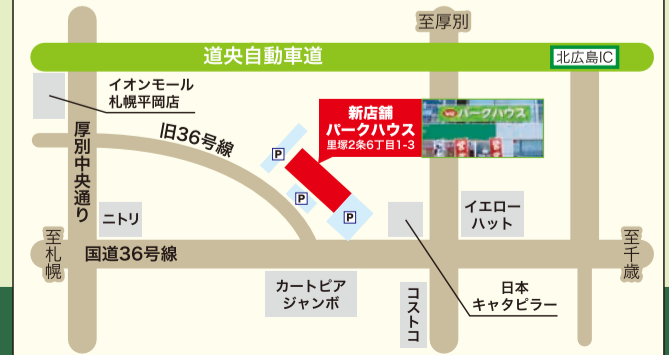 至厚別
道央自動車道
北広島IC
イオンモール
札幌平岡店
新店舗
パークハウス
里塚2条6丁目1-3
パークハウス
旧36号線
厚別中央通り
P
P
P
ニトリ
イエロー
ハット
至札幌
国道36号線
至千歳
カートピア
ジャンボ
コストコ
日本
キャタピラー